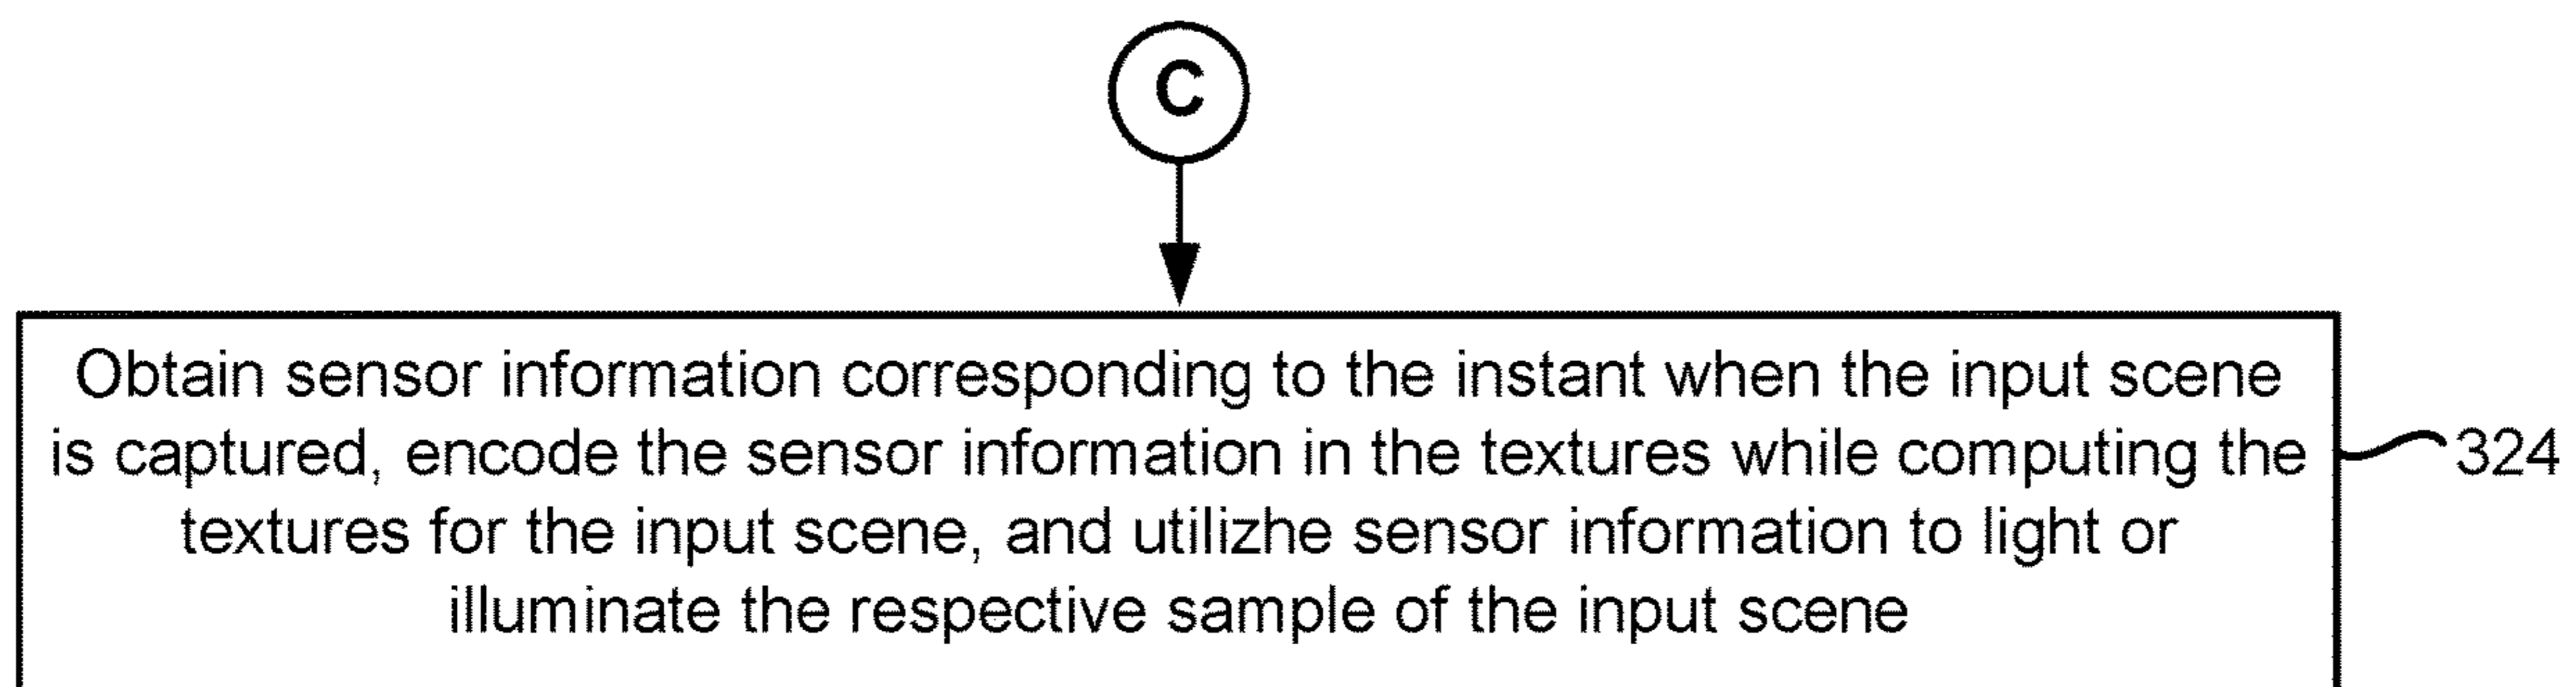 C
Obtain sensor information corresponding to the instant when the input scene
is captured, encode the sensor information in the textures while computing the
textures for the input scene, and utilizhe sensor information to light or
illuminate the respective sample of the input scene
324